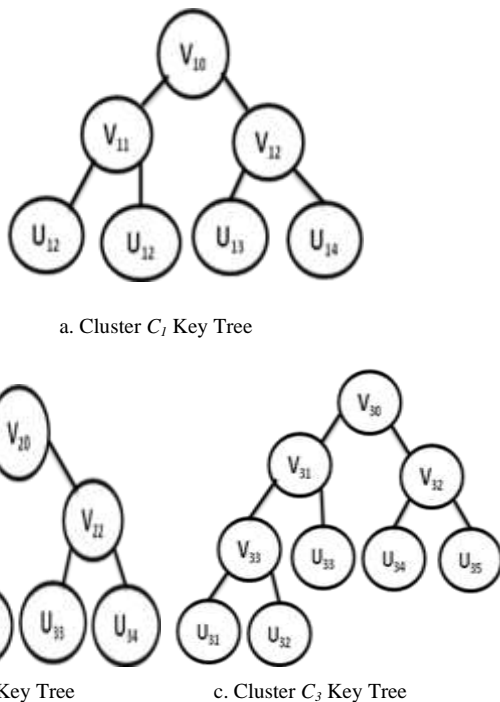 V10
V11 V12
U12 U12 U13 U14
a. Cluster C1 Key Tree
V20
V22
U33 U34
Key Tree
V30
V31 V32
V33 U33 U34 U35
U31 U32
c. Cluster C3 Key Tree